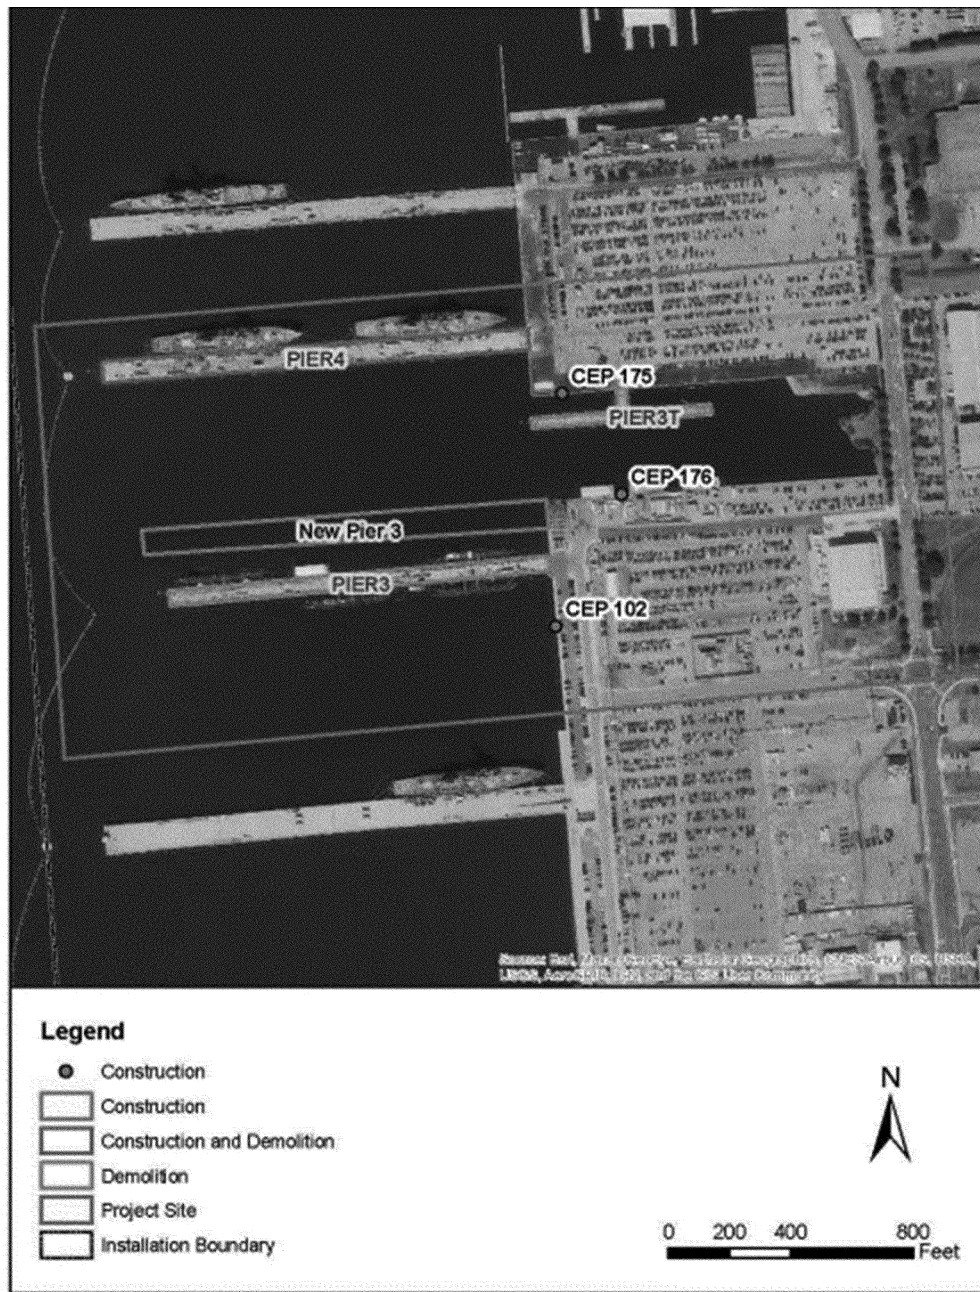 PIER4
CEP 175
PIER3T
CEP 176
New Pier 3
PIER3
CEP 102
Legend
Construction
Construction
Construction and Demolition
Demolition
Project Site
Installation Boundary
N
0 200 400 800
Feet